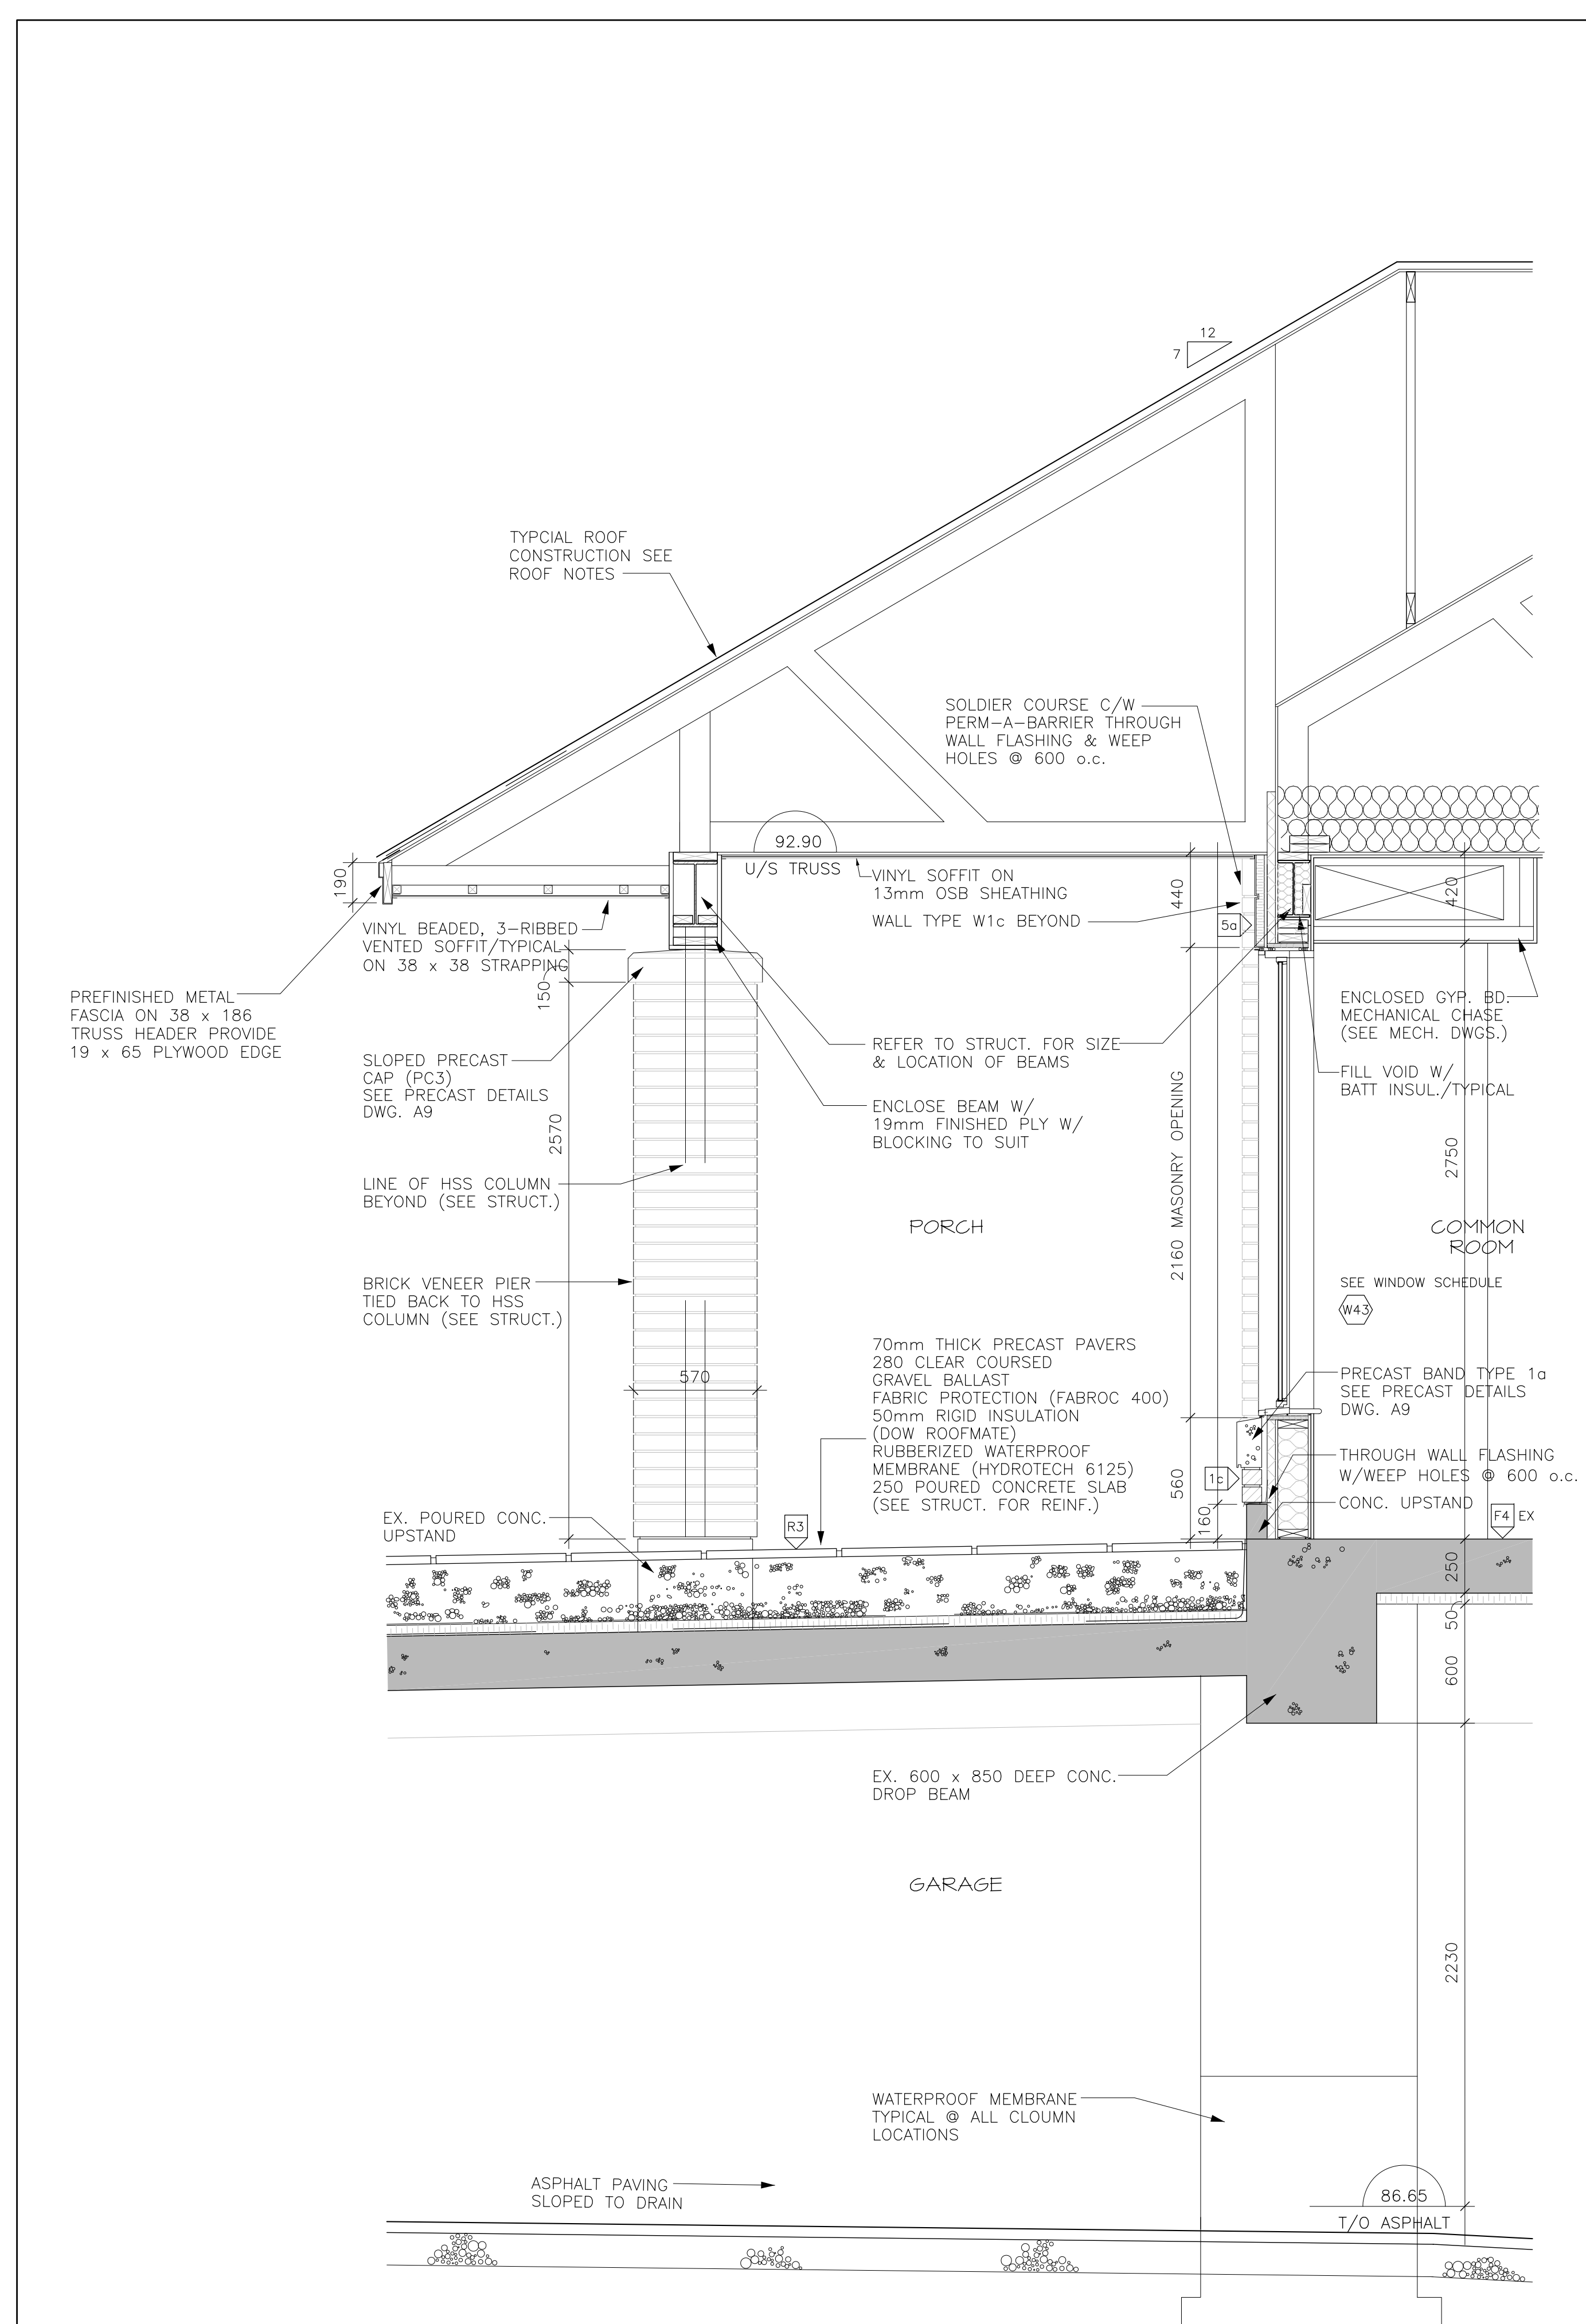 12
7
TYPCIAL ROOF
CONSTRUCTION SEE
ROOF NOTES
SOLDIER COURSE C/W
PERM-A-BARRIER THROUGH
WALL FLASHING & WEEP
HOLES @ 600 o.c.
92.90
U/S TRUSS
VINYL SOFFIT ON
13mm OSB SHEATHING
WALL TYPE W1c BEYOND
5a
440
420
190
VINYL BEADED, 3-RIBBED
VENTED SOFFIT/TYPICAL
ON 38 x 38 STRAPPING
150
PREFINISHED METAL
FASCIA ON 38 x 186
TRUSS HEADER PROVIDE
19 x 65 PLYWOOD EDGE
SLOPED PRECAST
CAP (PC3)
SEE PRECAST DETAILS
DWG. A9
2570
REFER TO STRUCT. FOR SIZE
& LOCATION OF BEAMS
ENCLOSE BEAM W/
19mm FINISHED PLY W/
BLOCKING TO SUIT
ENCLOSED GYP. BD.
MECHANICAL CHASE
(SEE MECH. DWGS.)
FILL VOID W/
BATT INSUL./TYPICAL
2750
2160 MASONRY OPENING
LINE OF HSS COLUMN
BEYOND (SEE STRUCT.)
PORCH
COMMON
ROOM
SEE WINDOW SCHEDULE
W43
BRICK VENEER PIER
TIED BACK TO HSS
COLUMN (SEE STRUCT.)
570
70mm THICK PRECAST PAVERS
280 CLEAR COURSED
GRAVEL BALLAST
FABRIC PROTECTION (FABROC 400)
50mm RIGID INSULATION
(DOW ROOFMATE)
RUBBERIZED WATERPROOF
MEMBRANE (HYDROTECH 6125)
250 POURED CONCRETE SLAB
(SEE STRUCT. FOR REINF.)
PRECAST BAND TYPE 1a
SEE PRECAST DETAILS
DWG. A9
THROUGH WALL FLASHING
W/WEEP HOLES @ 600 o.c.
CONC. UPSTAND
1c
560
160
F4 EX
EX. POURED CONC.
UPSTAND
R3
250
50
600
EX. 600 x 850 DEEP CONC.
DROP BEAM
GARAGE
2230
WATERPROOF MEMBRANE
TYPICAL @ ALL CLOUMN
LOCATIONS
ASPHALT PAVING
SLOPED TO DRAIN
86.65
T/O ASPHALT